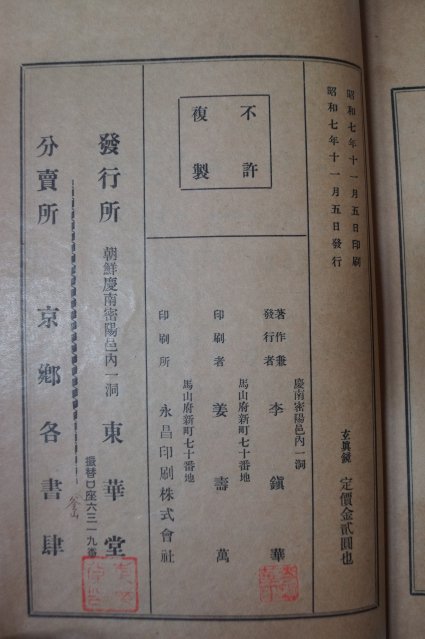 昭和七年十一月五日印刷
昭和七年十一月五日發行
玄眞鏡 定價金貳圓也
不許
複製
慶南密陽邑內一洞
著作兼
發行者 李鎭華
馬山府新町七十番地
印刷者 姜壽萬
馬山府新町七十番地
印刷所 永昌印刷株式會社
發行所 朝鮮慶南密陽邑內一洞 東華堂
振替口座六三一九番
分賣所 京鄉各書肆